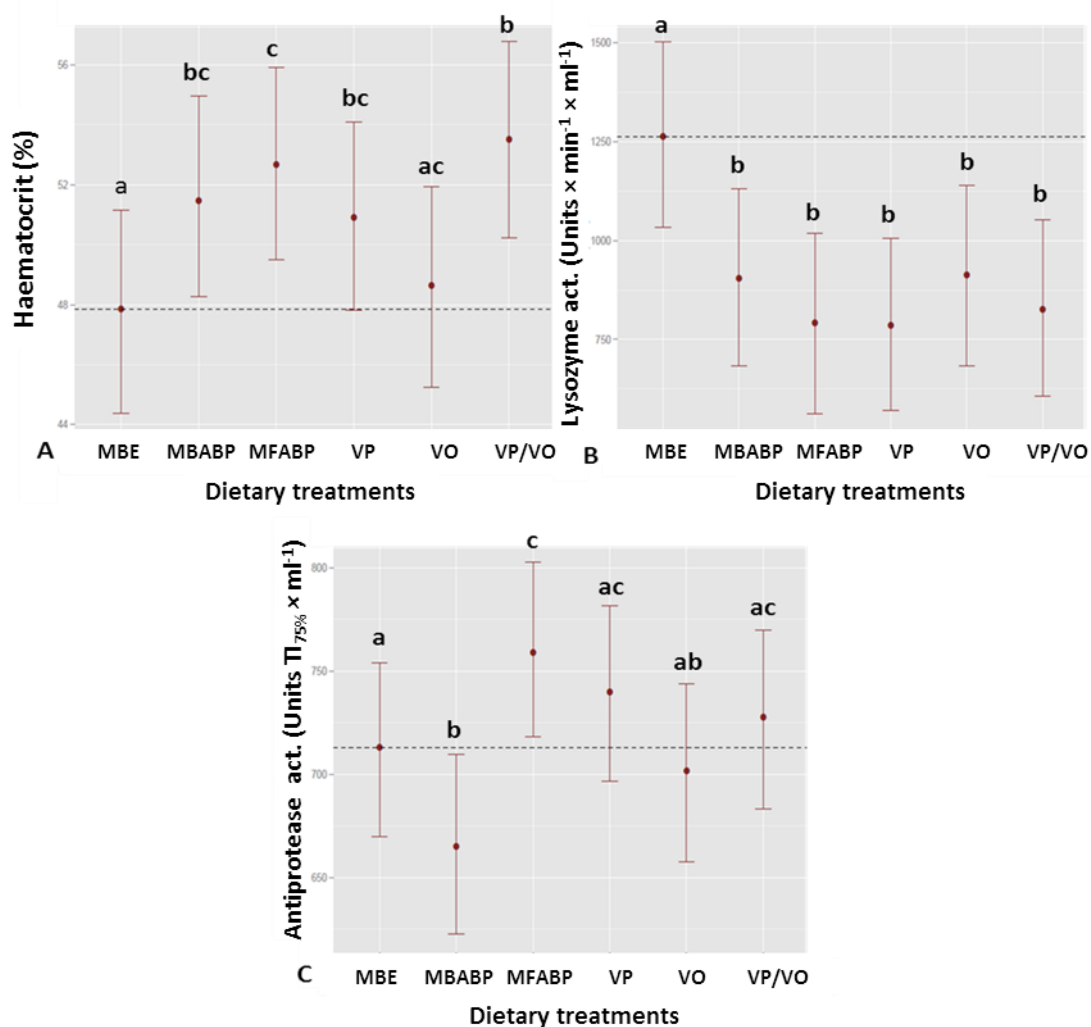 Haematocrit (%)
56
52
48
44
a
bc
c
bc
ac
b
A
MBE MBABP MFABP VP VO VP/VO
Dietary treatments
Lysozyme act. (Units × min⁻¹ × ml⁻¹)
1500
1250
1000
750
a
b
b
b
b
b
B
MBE MBABP MFABP VP VO VP/VO
Dietary treatments
Antiprotease act. (Units TI75% × ml⁻¹)
800
750
700
650
a
b
c
ac
ab
ac
C
MBE MBABP MFABP VP VO VP/VO
Dietary treatments